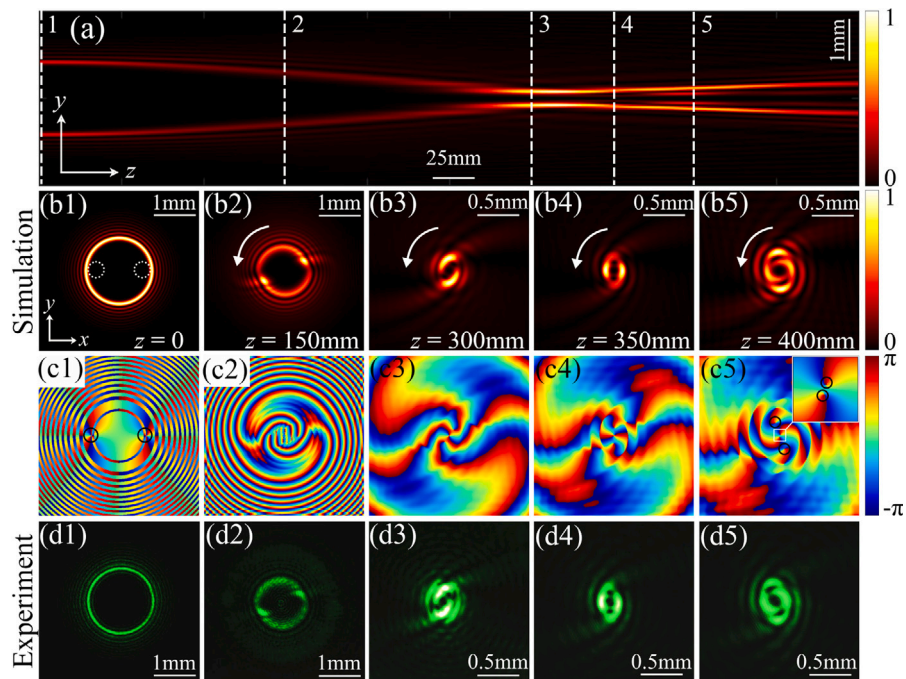 1
(a)
2
3
4
5
1mm
1
0
y
z
25mm
Simulation
(b1)
1mm
y
x
z = 0
(b2)
1mm
z = 150mm
(b3)
0.5mm
z = 300mm
(b4)
0.5mm
z = 350mm
(b5)
0.5mm
z = 400mm
1
0
(c1)
(c2)
(c3)
(c4)
(c5)
π
-π
Experiment
(d1)
1mm
(d2)
1mm
(d3)
0.5mm
(d4)
0.5mm
(d5)
0.5mm